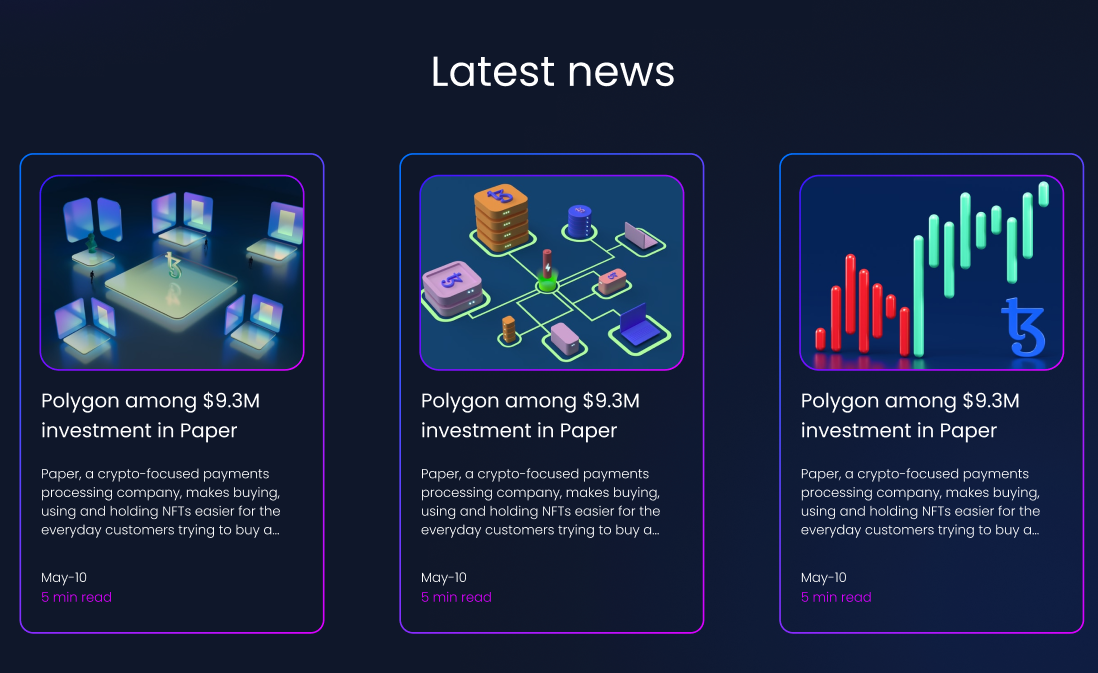 Latest news
Polygon among $9.3M
investment in Paper
Paper, a crypto-focused payments
processing company, makes buying,
using and holding NFTs easier for the
everyday customers trying to buy a...
May-10
5 min read
Polygon among $9.3M
investment in Paper
Paper, a crypto-focused payments
processing company, makes buying,
using and holding NFTs easier for the
everyday customers trying to buy a...
May-10
5 min read
Polygon among $9.3M
investment in Paper
Paper, a crypto-focused payments
processing company, makes buying,
using and holding NFTs easier for the
everyday customers trying to buy a...
May-10
5 min read